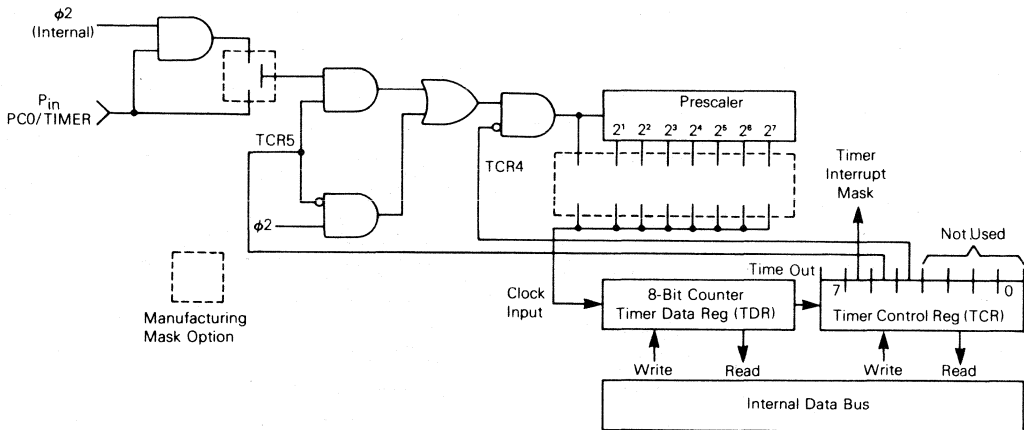 ϕ2
(Internal)
Pin
PC0/TIMER
TCR5
ϕ2
TCR4
Prescaler
2¹ 2² 2³ 2⁴ 2⁵ 2⁶ 2⁷
Timer
Interrupt
Mask
Not Used
Time Out
7 0
Manufacturing
Mask Option
Clock
Input
8-Bit Counter
Timer Data Reg (TDR)
Timer Control Reg (TCR)
Write Read Write Read
Internal Data Bus